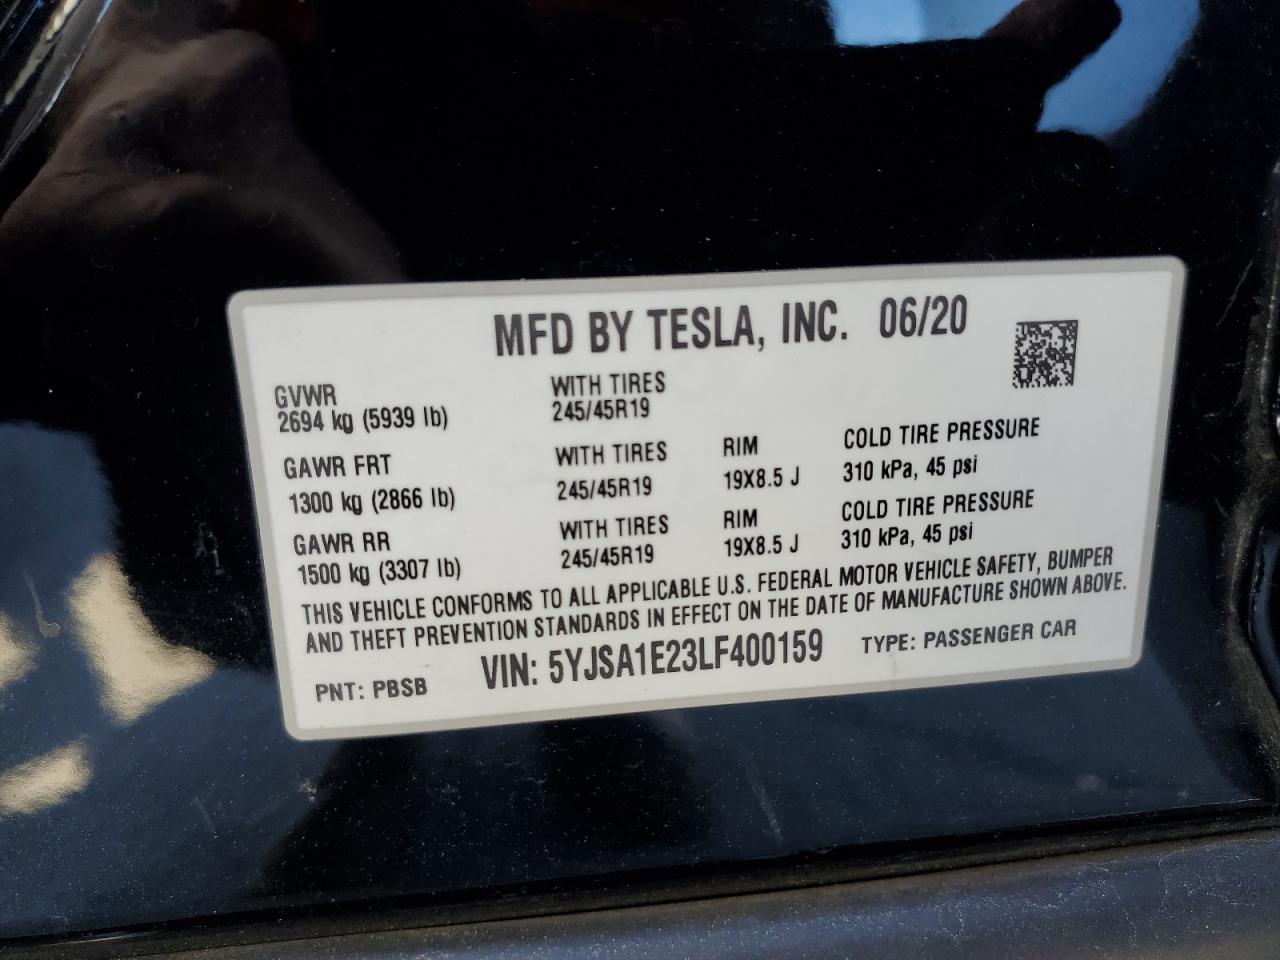 MFD BY TESLA, INC. 06/20
GVWR WITH TIRES
2694 kg (5939 lb) 245/45R19
GAWR FRT WITH TIRES RIM COLD TIRE PRESSURE
1300 kg (2866 lb) 245/45R19 19X8.5 J 310 kPa, 45 psi
GAWR RR WITH TIRES RIM COLD TIRE PRESSURE
1500 kg (3307 lb) 245/45R19 19X8.5 J 310 kPa, 45 psi
THIS VEHICLE CONFORMS TO ALL APPLICABLE U.S. FEDERAL MOTOR VEHICLE SAFETY, BUMPER
AND THEFT PREVENTION STANDARDS IN EFFECT ON THE DATE OF MANUFACTURE SHOWN ABOVE.
PNT: PBSB VIN: 5YJSA1E23LF400159 TYPE: PASSENGER CAR